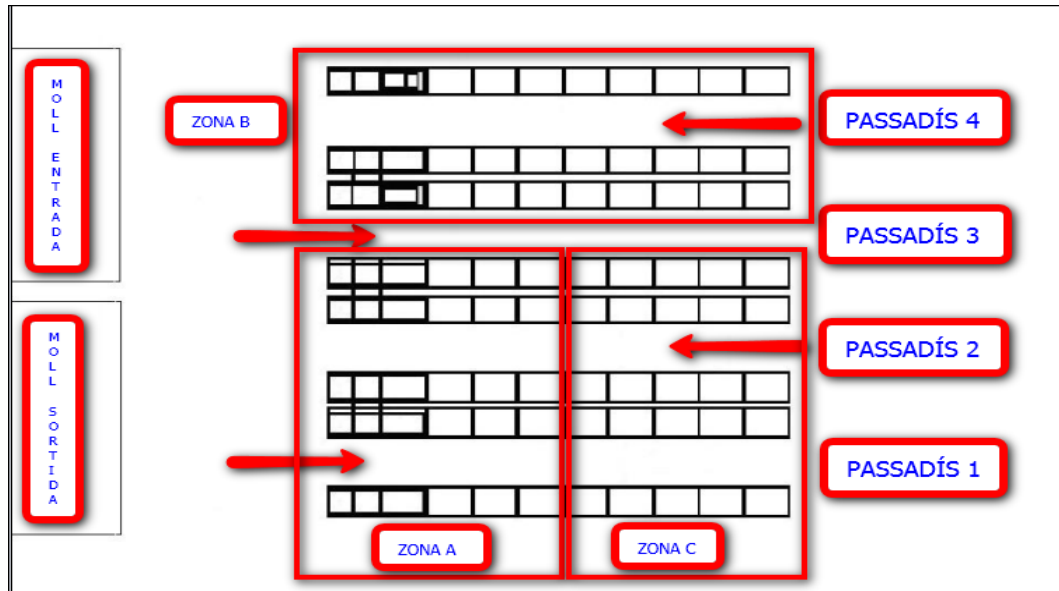 MOLL ENTRADA
ZONA B
PASSADÍS 4
PASSADÍS 3
MOLL SORTIDA
PASSADÍS 2
PASSADÍS 1
ZONA A
ZONA C